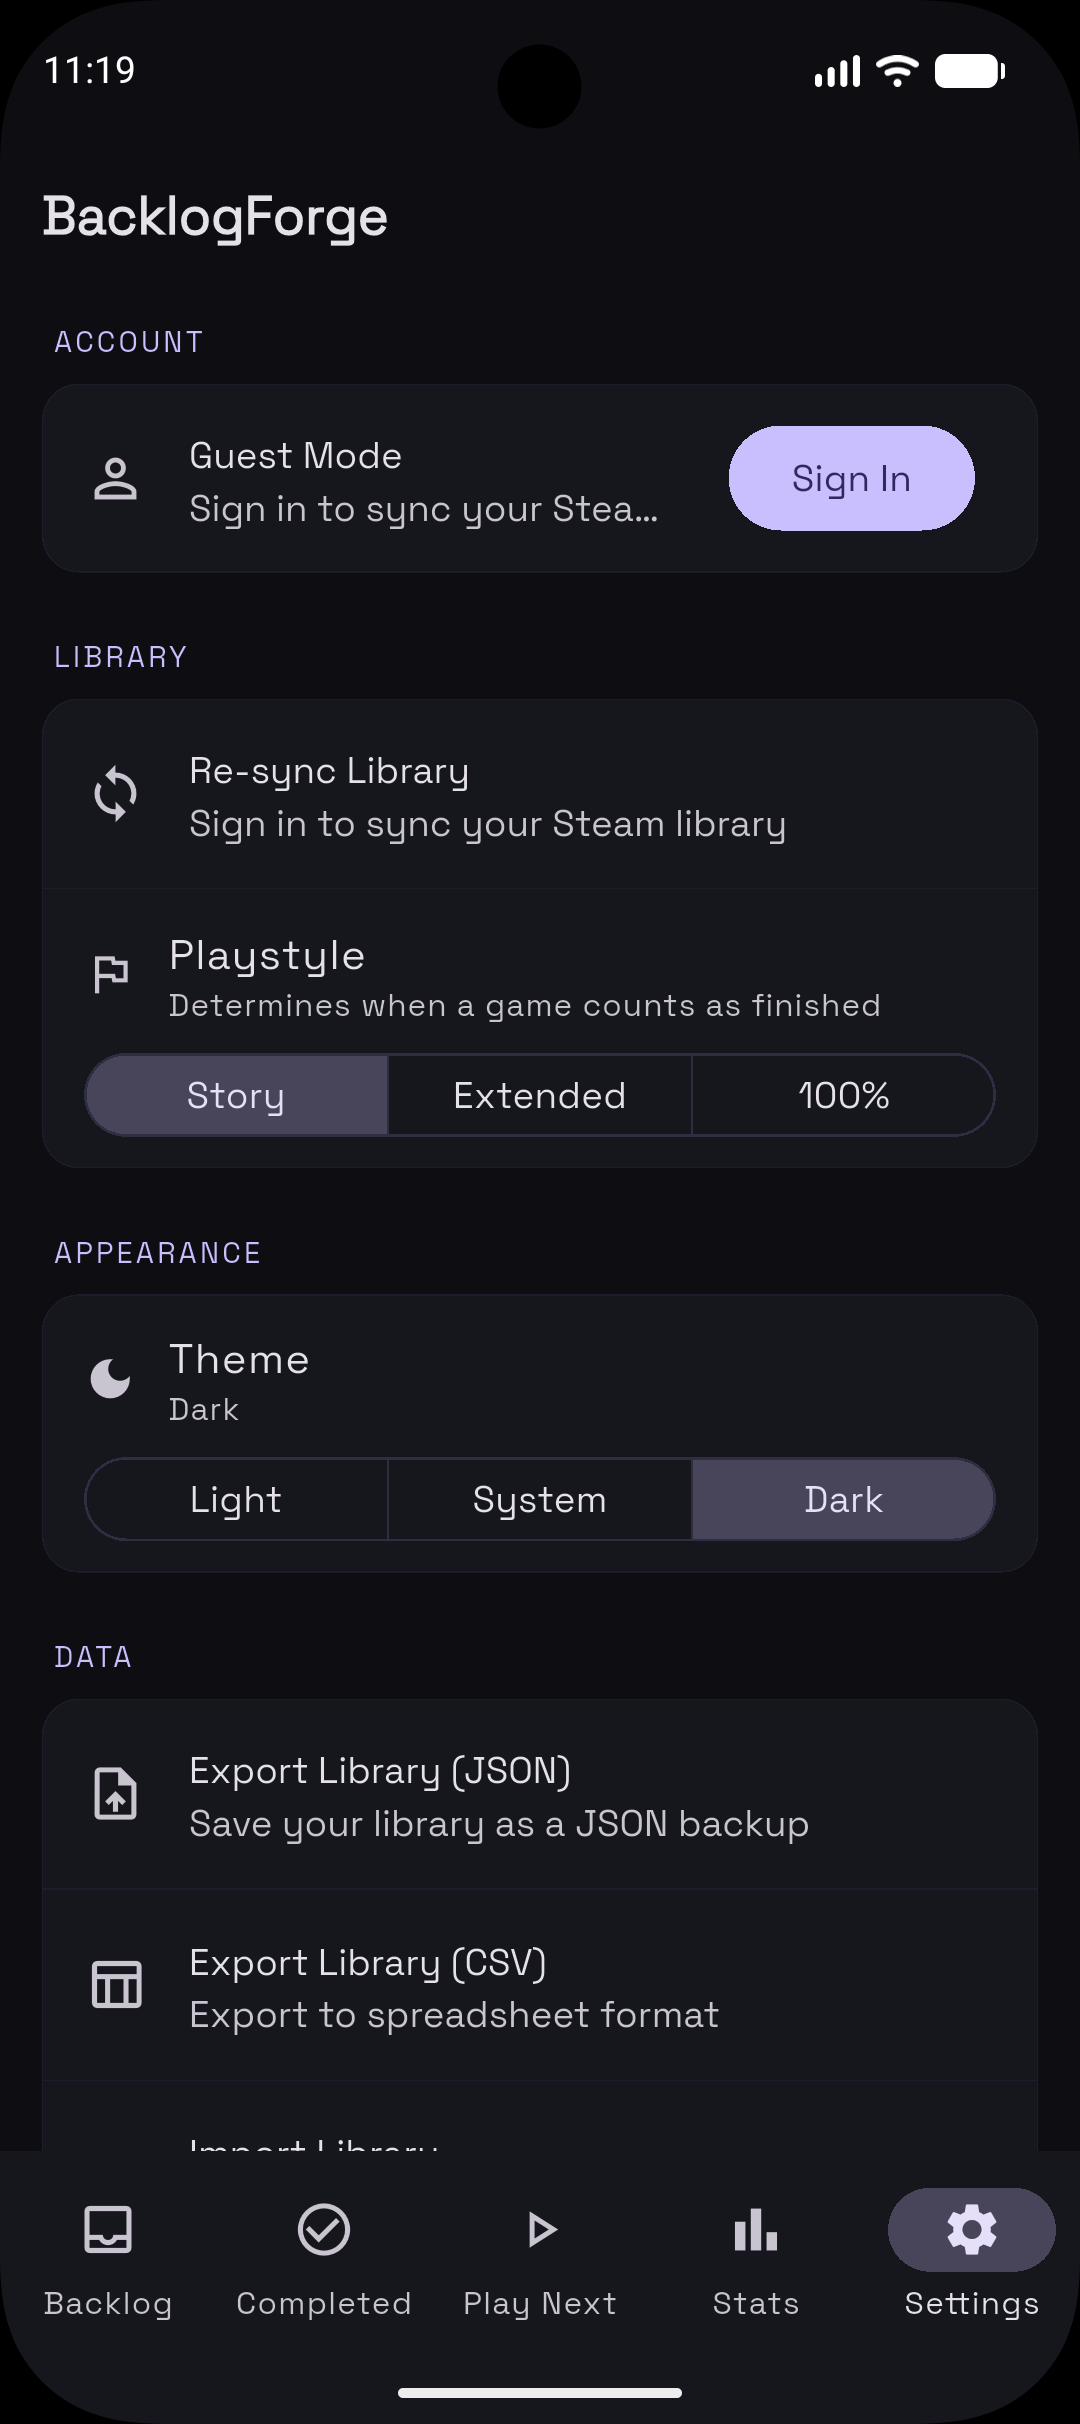 11:19
BacklogForge
ACCOUNT
Guest Mode
Sign in to sync your Stea...
Sign In
LIBRARY
Re-sync Library
Sign in to sync your Steam library
Playstyle
Determines when a game counts as finished
Story
Extended
100%
APPEARANCE
Theme
Dark
Light
System
Dark
DATA
Export Library (JSON)
Save your library as a JSON backup
Export Library (CSV)
Export to spreadsheet format
Import Library
Backlog
Completed
Play Next
Stats
Settings